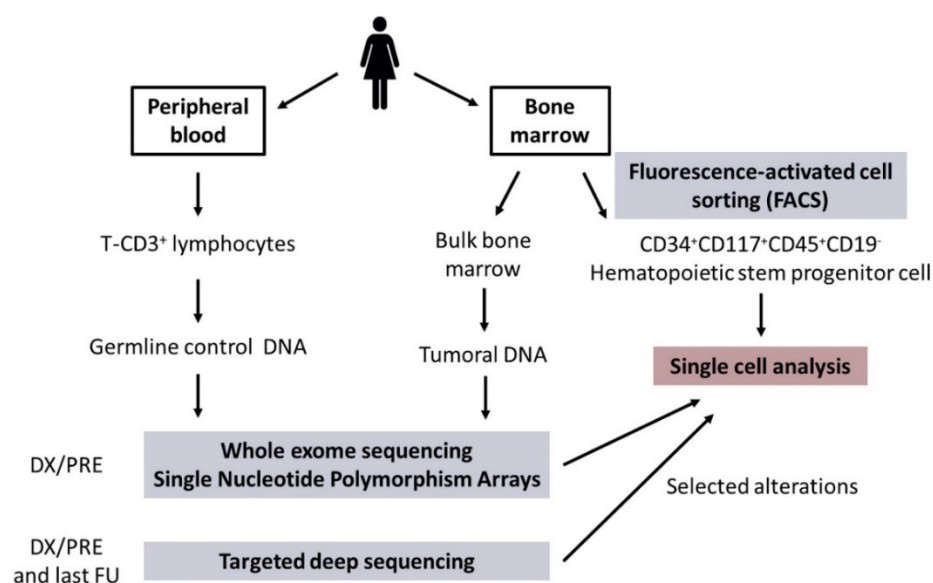 Peripheral
blood
Bone
marrow
Fluorescence-activated cell
sorting (FACS)
T-CD3⁺ lymphocytes
Bulk bone
marrow
CD34⁺CD117⁺CD45⁺CD19⁻
Hematopoietic stem progenitor cell
Germline control DNA
Tumoral DNA
Single cell analysis
DX/PRE
Whole exome sequencing
Single Nucleotide Polymorphism Arrays
Selected alterations
DX/PRE
and last FU
Targeted deep sequencing